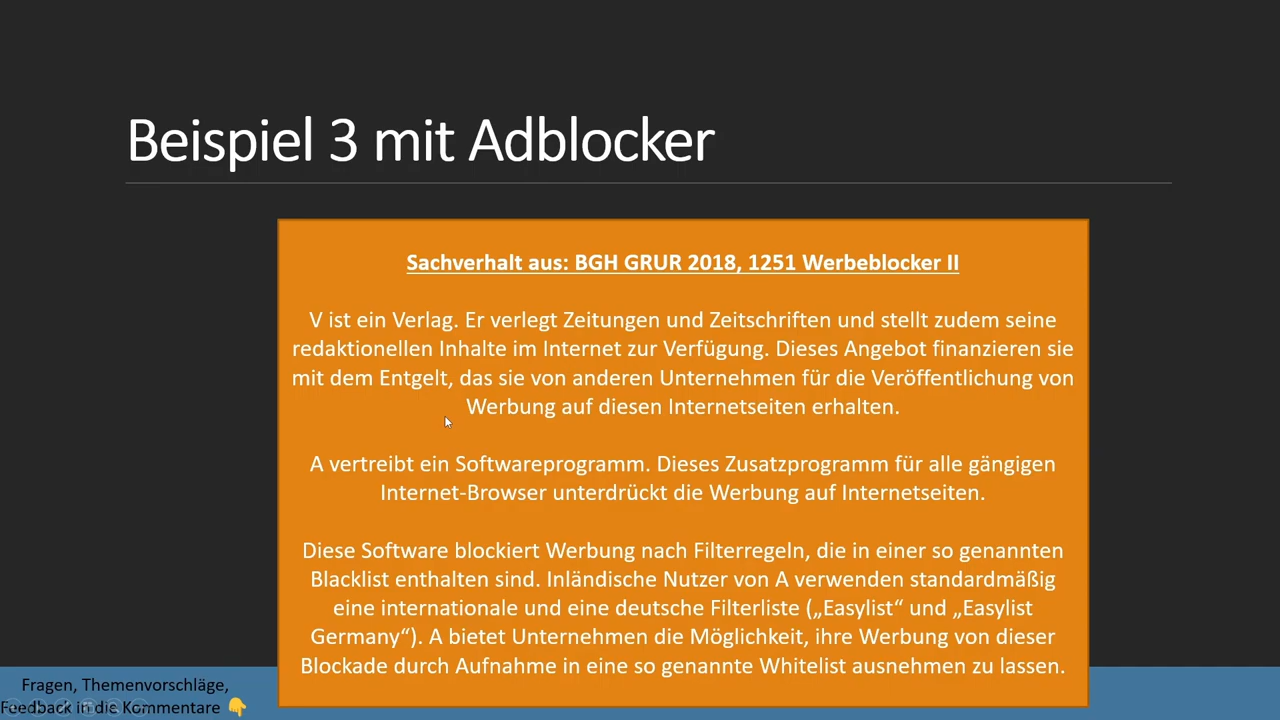 Beispiel 3 mit Adblocker
Sachverhalt aus: BGH GRUR 2018, 1251 Werbeblocker II
V ist ein Verlag. Er verlegt Zeitungen und Zeitschriften und stellt zudem seine
redaktionellen Inhalte im Internet zur Verfügung. Dieses Angebot finanzieren sie
mit dem Entgelt, das sie von anderen Unternehmen für die Veröffentlichung von
Werbung auf diesen Internetseiten erhalten.
A vertreibt ein Softwareprogramm. Dieses Zusatzprogramm für alle gängigen
Internet-Browser unterdrückt die Werbung auf Internetseiten.
Diese Software blockiert Werbung nach Filterregeln, die in einer so genannten
Blacklist enthalten sind. Inländische Nutzer von A verwenden standardmäßig
eine internationale und eine deutsche Filterliste („Easylist“ und „Easylist
Germany“). A bietet Unternehmen die Möglichkeit, ihre Werbung von dieser
Blockade durch Aufnahme in eine so genannte Whitelist ausnehmen zu lassen.
Fragen, Themenvorschläge,
Feedback in die Kommentare 👇